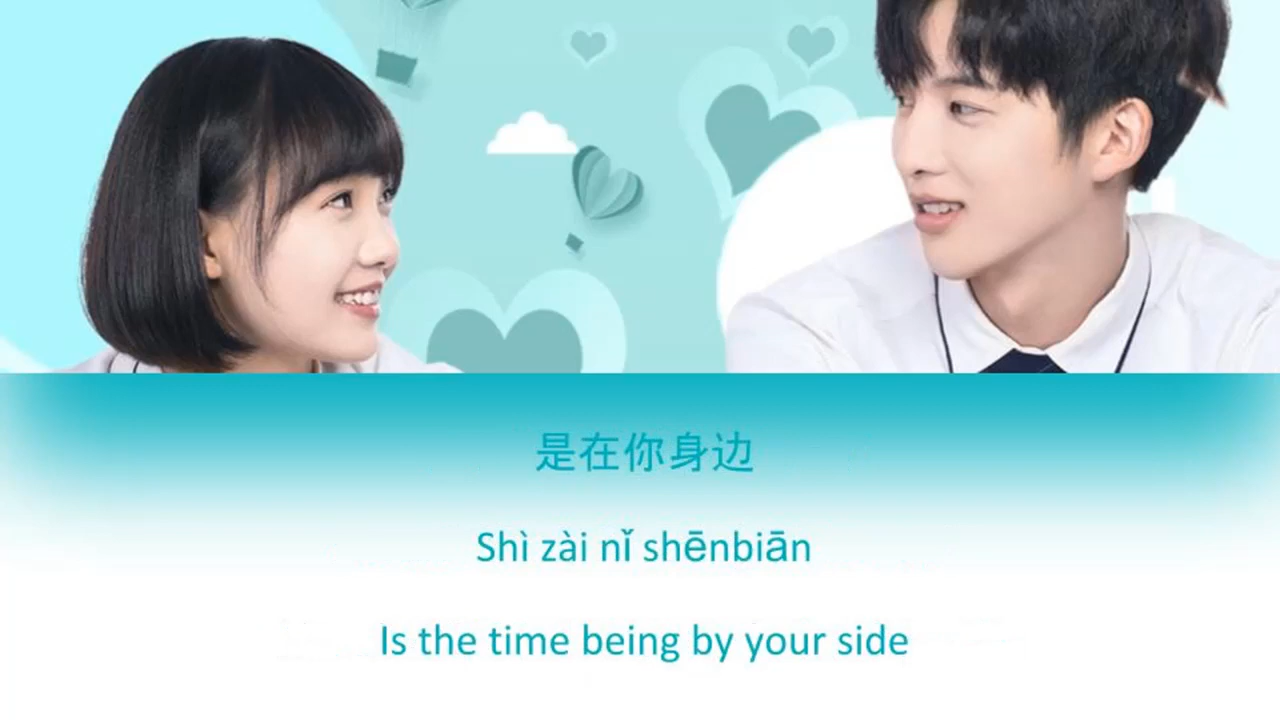 是在你身边
Shì zài nǐ shēnbiān
Is the time being by your side